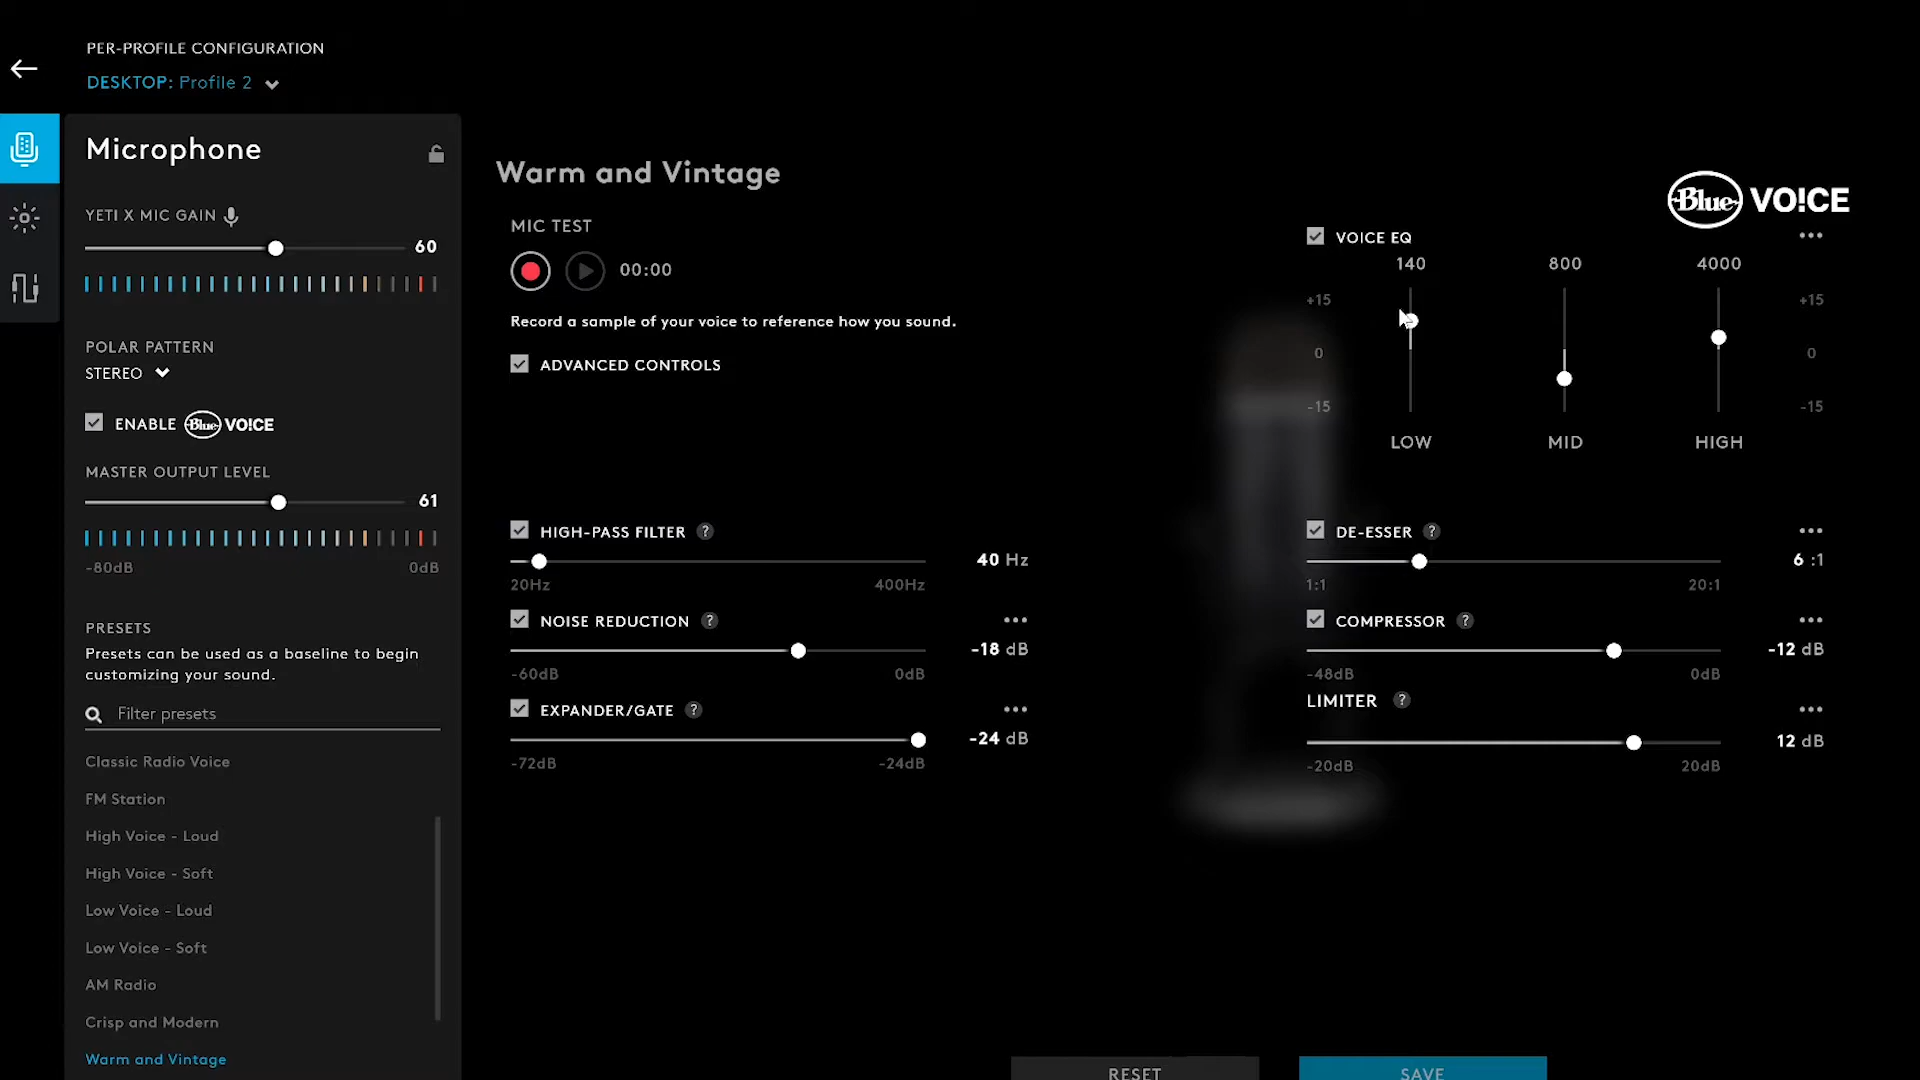 PER-PROFILE CONFIGURATION
DESKTOP: Profile 2
Microphone
YETI X MIC GAIN
60
POLAR PATTERN
STEREO
ENABLE Blue VO!CE
MASTER OUTPUT LEVEL
61
-80dB 0dB
PRESETS
Presets can be used as a baseline to begin
customizing your sound.
Filter presets
Classic Radio Voice
FM Station
High Voice - Loud
High Voice - Soft
Low Voice - Loud
Low Voice - Soft
AM Radio
Crisp and Modern
Warm and Vintage
Warm and Vintage
MIC TEST
00:00
Record a sample of your voice to reference how you sound.
ADVANCED CONTROLS
HIGH-PASS FILTER ?
40 Hz
20Hz 400Hz
NOISE REDUCTION ?
-18 dB
-60dB 0dB
EXPANDER/GATE ?
-24 dB
-72dB -24dB
Blue VO!CE
VOICE EQ
140 800 4000
+15 +15
0 0
-15 -15
LOW MID HIGH
DE-ESSER ?
6 :1
1:1 20:1
COMPRESSOR ?
-12 dB
-48dB 0dB
LIMITER ?
12 dB
-20dB 20dB
RESET SAVE